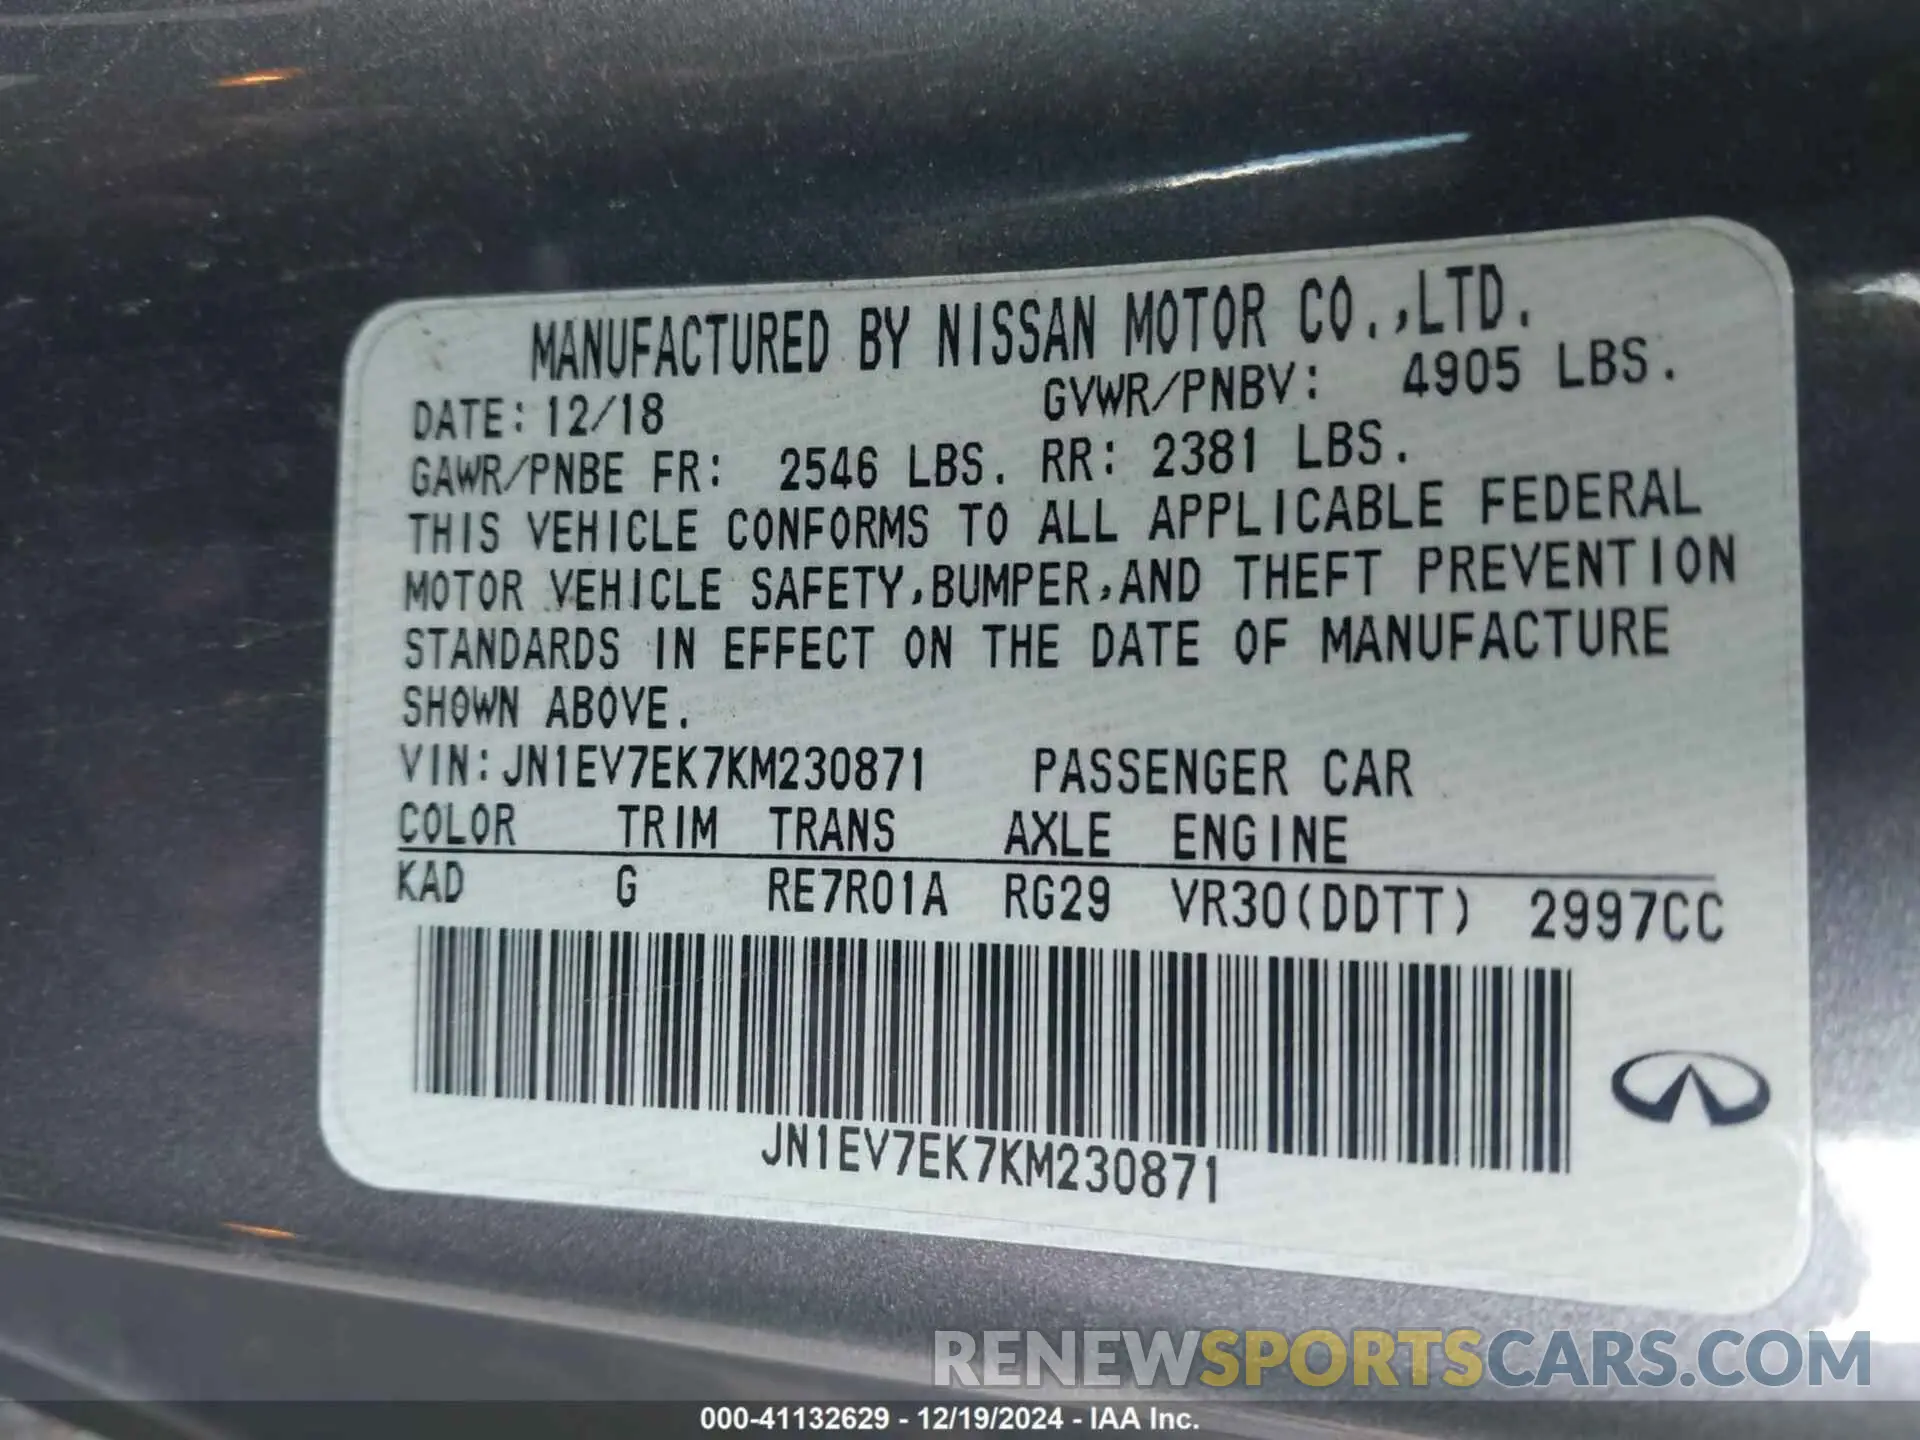 MANUFACTURED BY NISSAN MOTOR CO.,LTD.
DATE: 12/18 GVWR/PNBV: 4905 LBS.
GAWR/PNBE FR: 2546 LBS. RR: 2381 LBS.
THIS VEHICLE CONFORMS TO ALL APPLICABLE FEDERAL
MOTOR VEHICLE SAFETY,BUMPER,AND THEFT PREVENTION
STANDARDS IN EFFECT ON THE DATE OF MANUFACTURE
SHOWN ABOVE.
VIN: JN1EV7EK7KM230871 PASSENGER CAR
COLOR TRIM TRANS AXLE ENGINE
KAD G RE7R01A RG29 VR30(DDTT) 2997CC
JN1EV7EK7KM230871
RENEWSPORTSCARS.COM
000-41132629 - 12/19/2024 - IAA Inc.